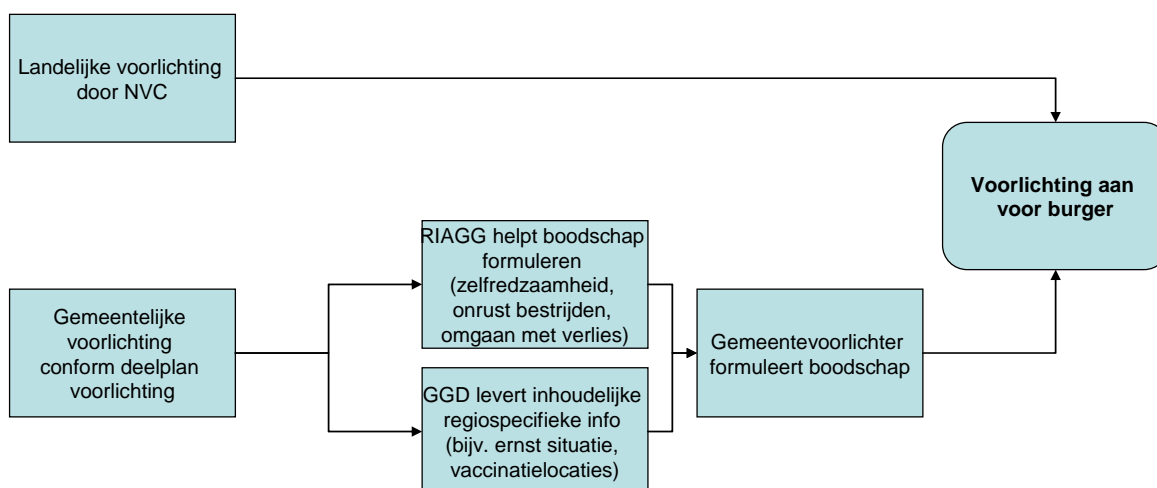 Landelijke voorlichting
door NVC
Voorlichting aan
voor burger
RIAGG helpt boodschap
formuleren
(zelfredzaamheid,
onrust bestrijden,
omgaan met verlies)
Gemeentelijke
voorlichting
conform deelplan
voorlichting
Gemeentevoorlichter
formuleert boodschap
GGD levert inhoudelijke
regiospecifieke info
(bijv. ernst situatie,
vaccinatielocaties)